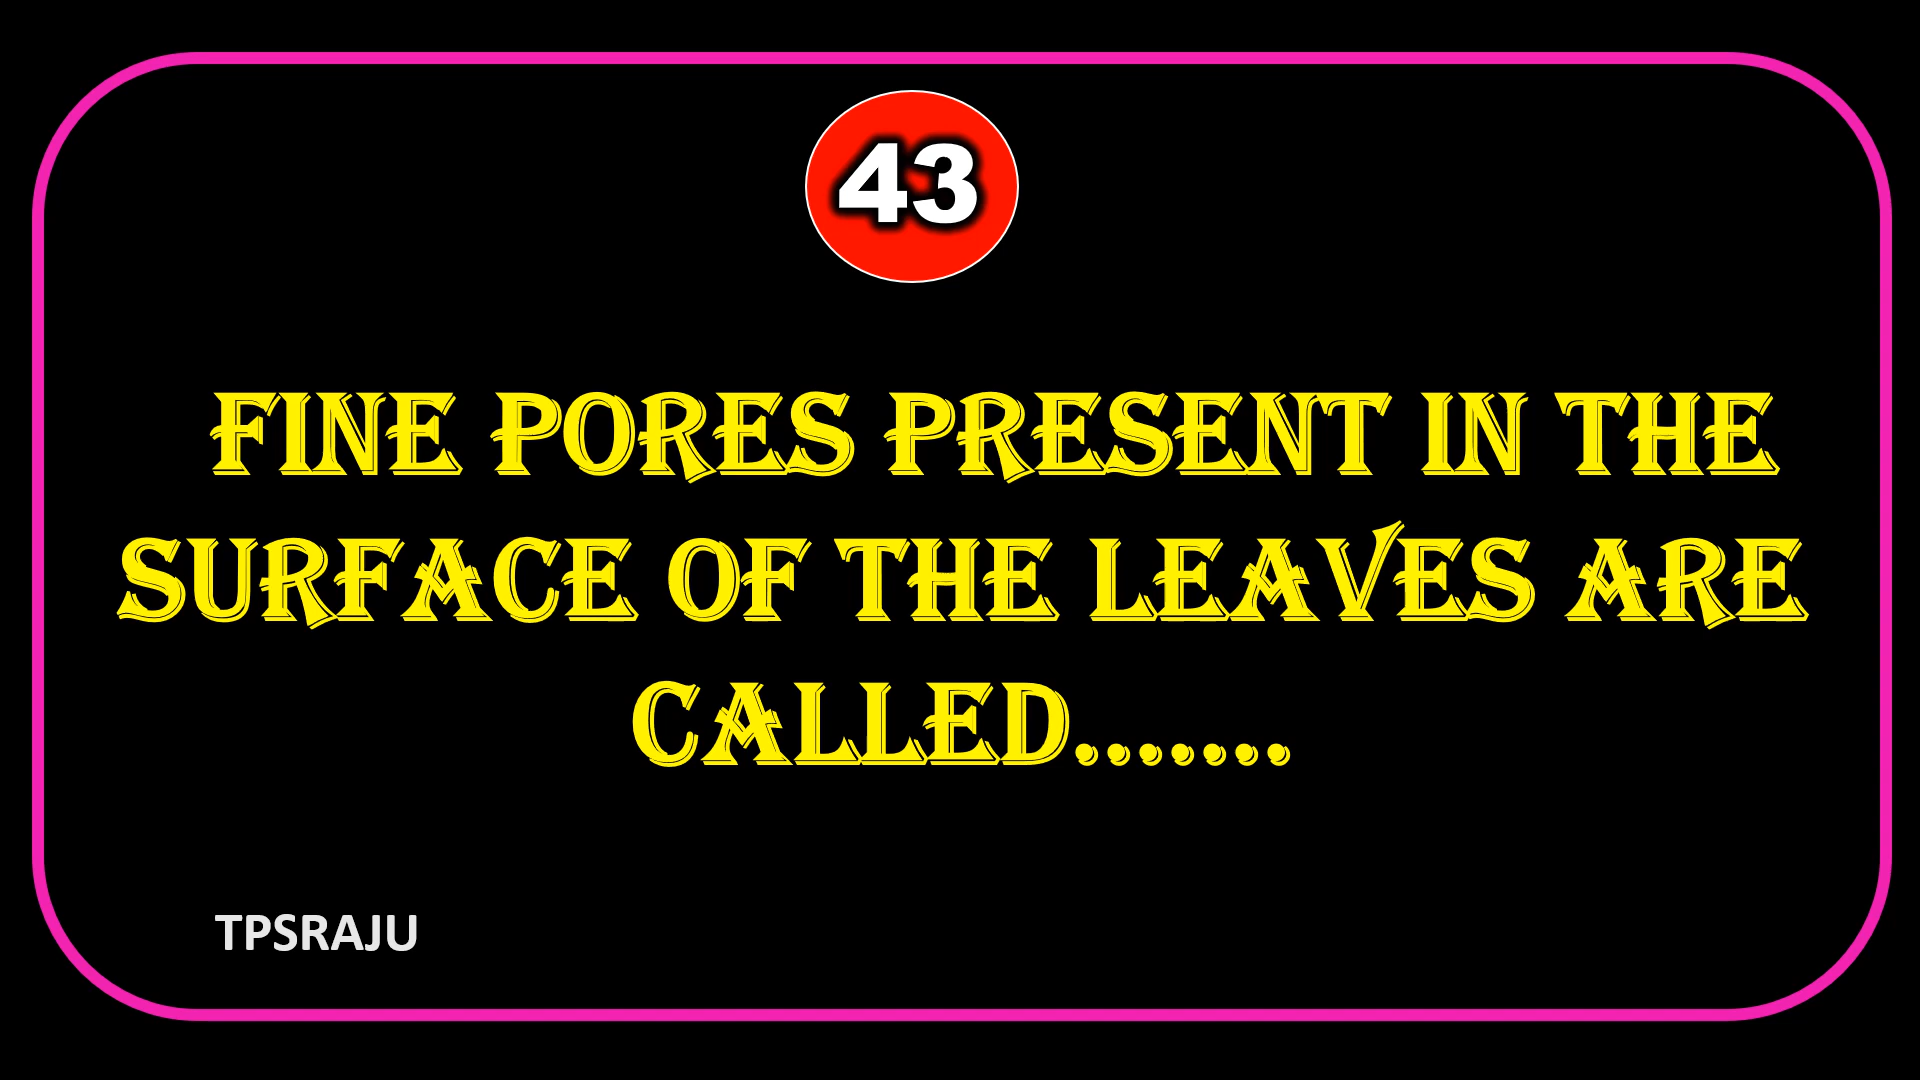 43
FINE PORES PRESENT IN THE
SURFACE OF THE LEAVES ARE
CALLED.......
TPSRAJU